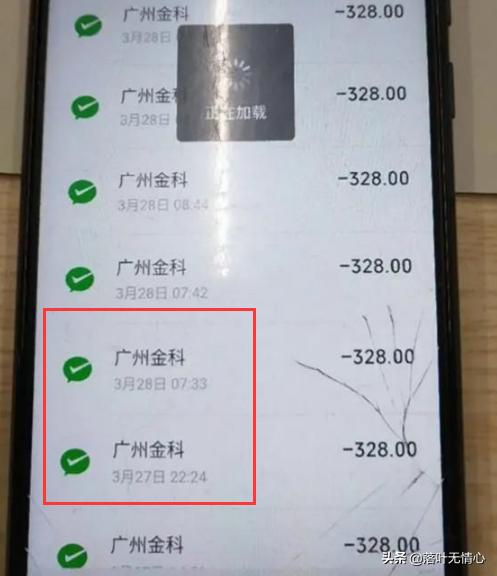 -328.00
3月28日
广州金科 -328.00
3月28日
正在加载
广州金科 -328.00
3月28日 08:44
广州金科 -328.00
3月28日 07:42
广州金科 -328.00
3月28日 07:33
广州金科 -328.00
3月27日 22:24
广州金科 -328.00
头条 @落叶无情心